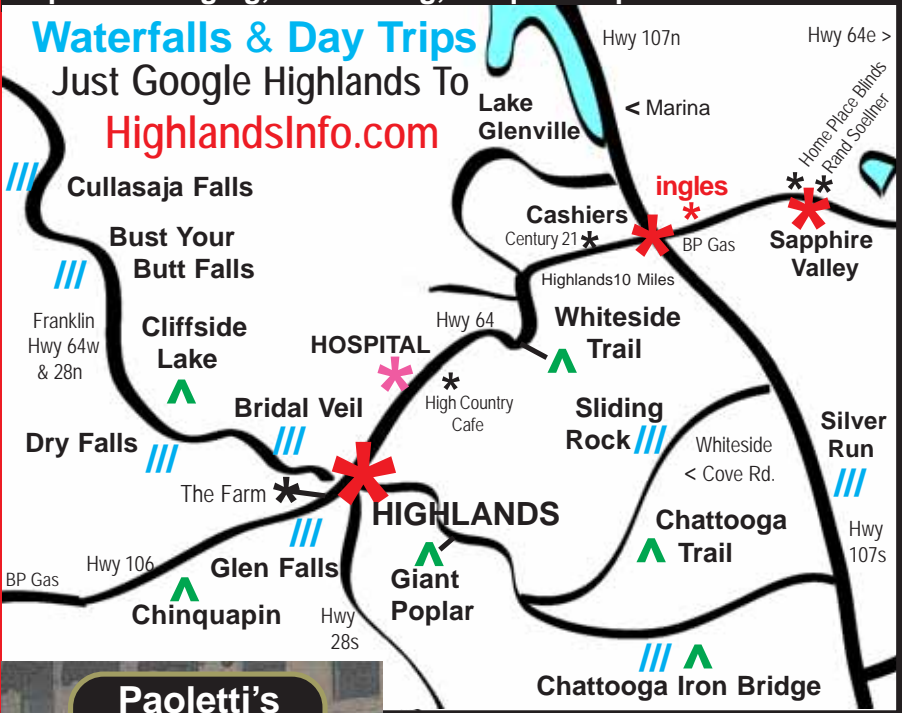 Waterfalls & Day Trips
Just Google Highlands To
HighlandsInfo.com
Hwy 107n
Hwy 64e >
Lake
Glenville
< Marina
Home Place Blinds
Rand Soellner
Cullasaja Falls
ingles
Cashiers
Century 21
BP Gas
Sapphire
Valley
Bust Your
Butt Falls
Highlands10 Miles
Franklin
Hwy 64w
& 28n
Cliffside
Lake
HOSPITAL
Hwy 64
Whiteside
Trail
High Country
Cafe
Bridal Veil
Sliding
Rock
Whiteside
< Cove Rd.
Silver
Run
Dry Falls
The Farm
HIGHLANDS
Chattooga
Trail
Hwy
107s
Glen Falls
Giant
Poplar
Hwy 106
BP Gas
Chinquapin
Hwy
28s
Chattooga Iron Bridge
Paoletti's